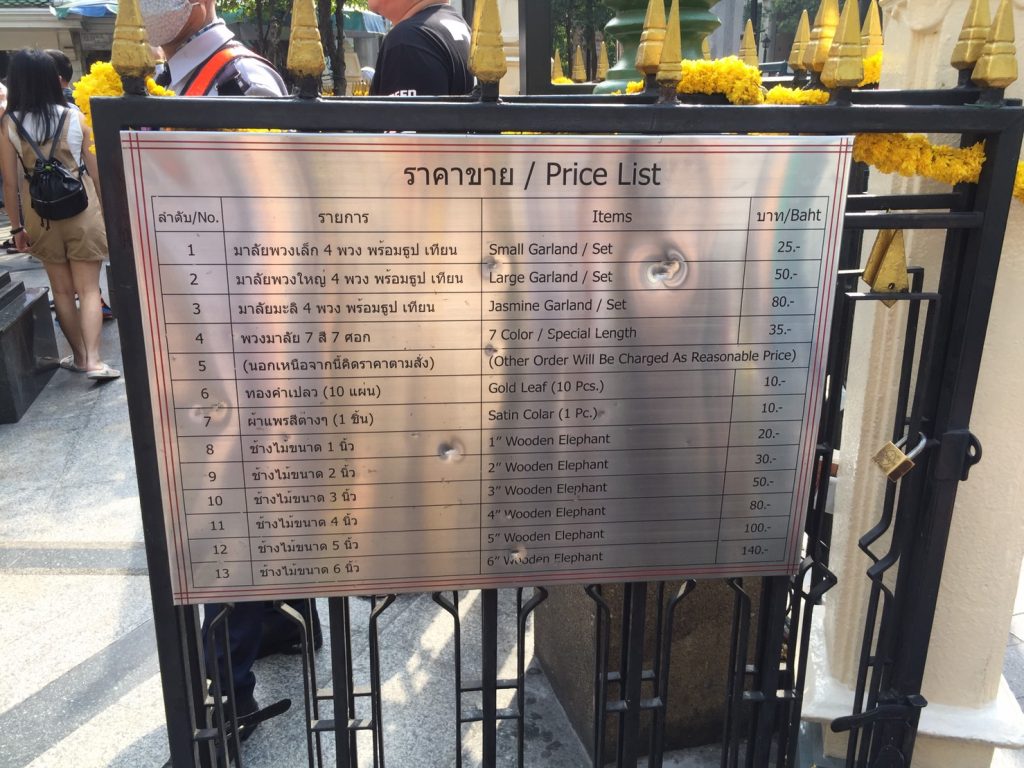 ราคาขาย / Price List
ลำดับ/No. รายการ Items บาท/Baht
1 มาลัยพวงเล็ก 4 พวง พร้อมธูป เทียน Small Garland / Set 25.-
2 มาลัยพวงใหญ่ 4 พวง พร้อมธูป เทียน Large Garland / Set 50.-
3 มาลัยมะลิ 4 พวง พร้อมธูป เทียน Jasmine Garland / Set 80.-
4 พวงมาลัย 7 สี 7 ศอก 7 Color / Special Length 35.-
5 (นอกเหนือจากนี้คิดราคาตามสั่ง) (Other Order Will Be Charged As Reasonable Price)
6 ทองคำเปลว (10 แผ่น) Gold Leaf (10 Pcs.) 10.-
7 ผ้าแพรสีต่างๆ (1 ชิ้น) Satin Colar (1 Pc.) 10.-
8 ช้างไม้ขนาด 1 นิ้ว 1" Wooden Elephant 20.-
9 ช้างไม้ขนาด 2 นิ้ว 2" Wooden Elephant 30.-
10 ช้างไม้ขนาด 3 นิ้ว 3" Wooden Elephant 50.-
11 ช้างไม้ขนาด 4 นิ้ว 4" Wooden Elephant 80.-
12 ช้างไม้ขนาด 5 นิ้ว 5" Wooden Elephant 100.-
13 ช้างไม้ขนาด 6 นิ้ว 6" Wooden Elephant 140.-